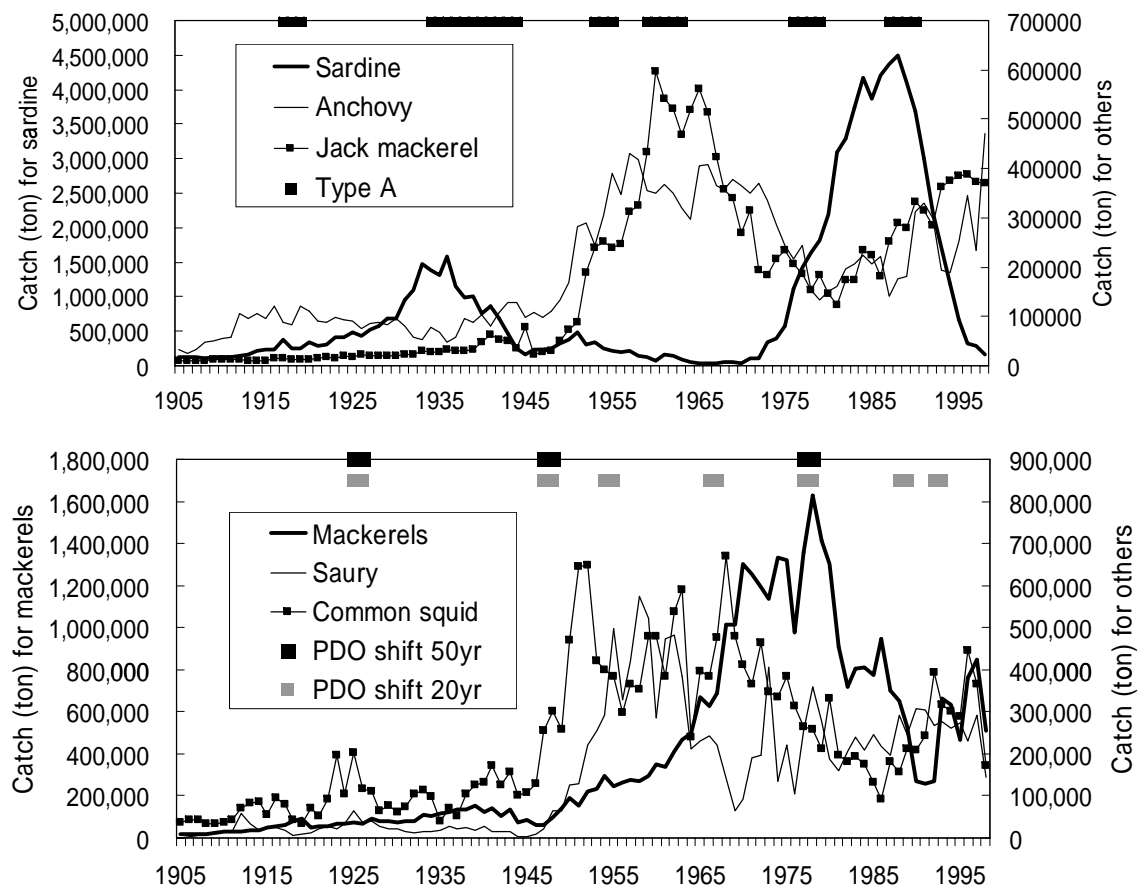 5,000,000
4,500,000
4,000,000
3,500,000
3,000,000
2,500,000
2,000,000
1,500,000
1,000,000
500,000
0
Catch (ton) for sardine
Sardine
Anchovy
Jack mackerel
Type A
700000
600000
500000
400000
300000
200000
100000
0
Catch (ton) for others
1905 1915 1925 1935 1945 1955 1965 1975 1985 1995
1,800,000
1,600,000
1,400,000
1,200,000
1,000,000
800,000
600,000
400,000
200,000
0
Catch (ton) for mackerels
Mackerels
Saury
Common squid
PDO shift 50yr
PDO shift 20yr
900,000
800,000
700,000
600,000
500,000
400,000
300,000
200,000
100,000
0
Catch (ton) for others
1905 1915 1925 1935 1945 1955 1965 1975 1985 1995